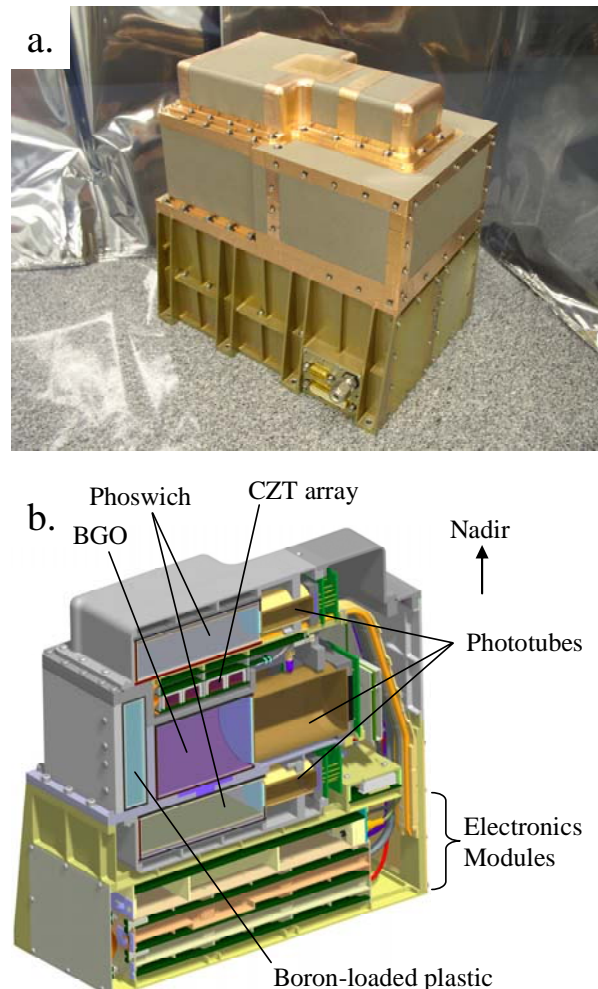 a.
b.
Phoswich
CZT array
BGO
Nadir
Phototubes
Electronics
Modules
Boron-loaded plastic